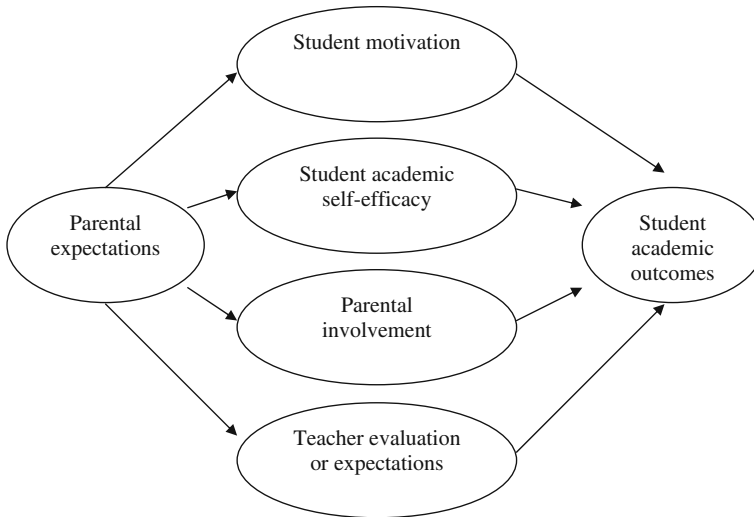 Student motivation
Student academic
self-efficacy
Parental
expectations
Student
academic
outcomes
Parental
involvement
Teacher evaluation
or expectations